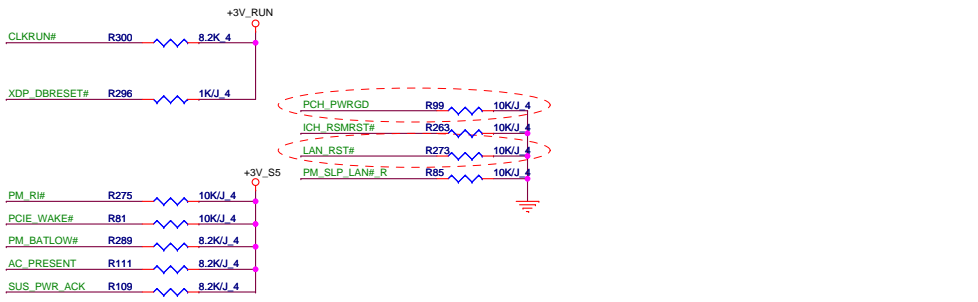 +3V_RUN
CLKRUN# R300 8.2K_4
XDP_DBRESET# R296 1K/J_4
PCH_PWRGD R99 10K/J_4
ICH_RSMRST# R263 10K/J_4
LAN_RST# R273 10K/J_4
PM_SLP_LAN#_R R85 10K/J_4
+3V_S5
PM_RI# R275 10K/J_4
PCIE_WAKE# R81 10K/J_4
PM_BATLOW# R289 8.2K/J_4
AC_PRESENT R111 8.2K/J_4
SUS_PWR_ACK R109 8.2K/J_4